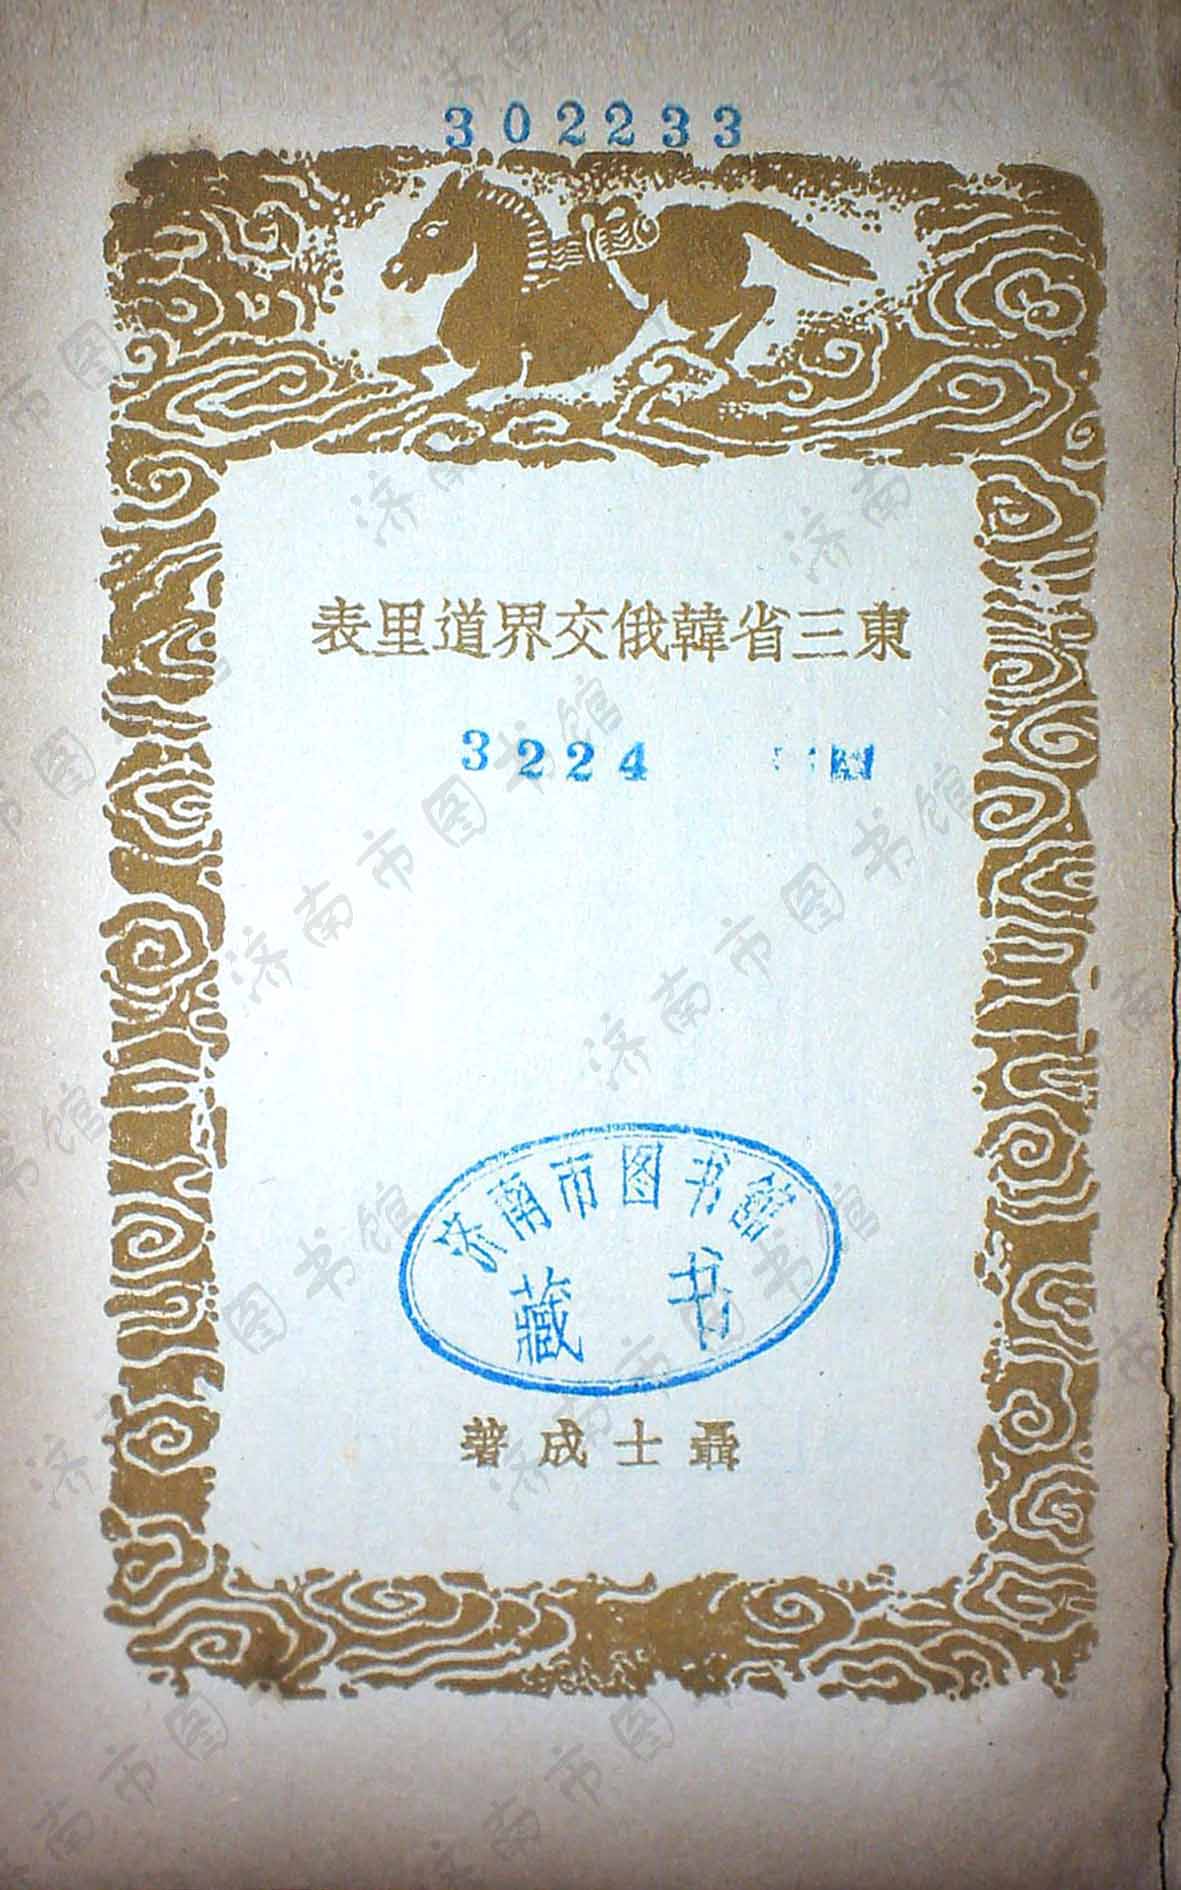 302233
東三省韓俄交界道里表
3224
济南市图书馆
藏书
聶士成著